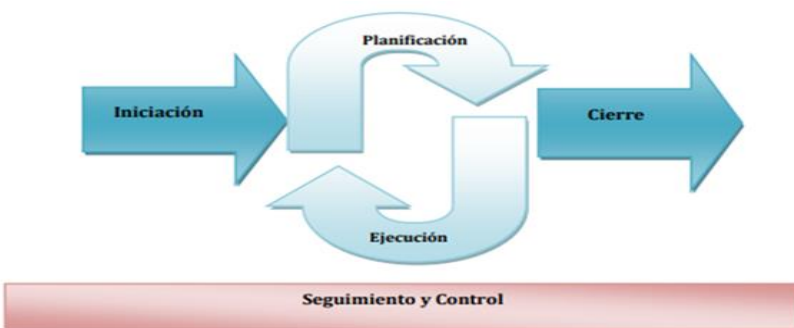 Planificación
Iniciación
Cierre
Ejecución
Seguimiento y Control